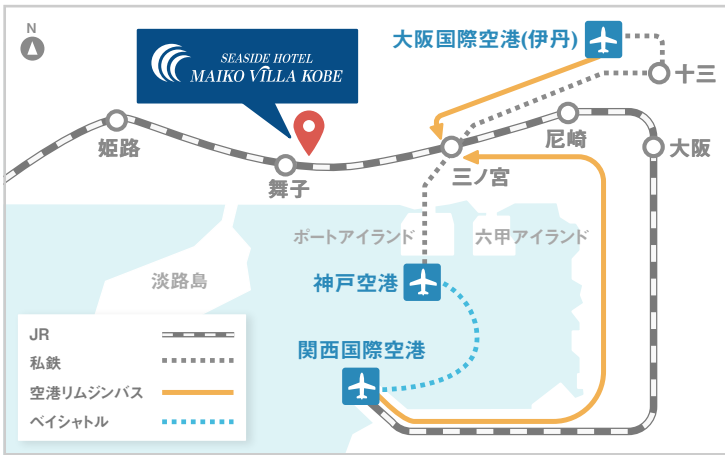 N
SEASIDE HOTEL
MAIKO VILLA KOBE
大阪国際空港(伊丹)
十三
姫路
舞子
三ノ宮
尼崎
大阪
ポートアイランド
六甲アイランド
淡路島
神戸空港
関西国際空港
JR
私鉄
空港リムジンバス
ベイシャトル